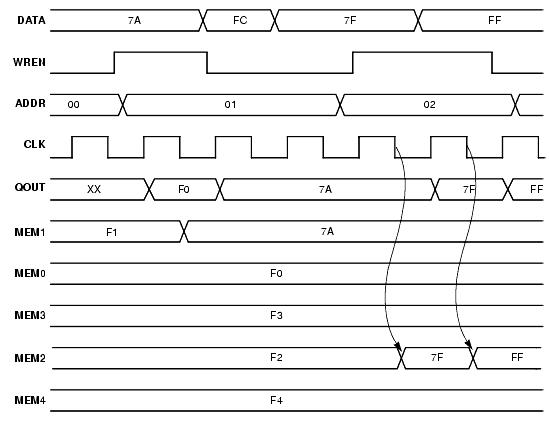 DATA 7A FC 7F FF
WREN
ADDR 00 01 02
CLK
QOUT XX F0 7A 7F FF
MEM1 F1 7A
MEM0 F0
MEM3 F3
MEM2 F2 7F FF
MEM4 F4